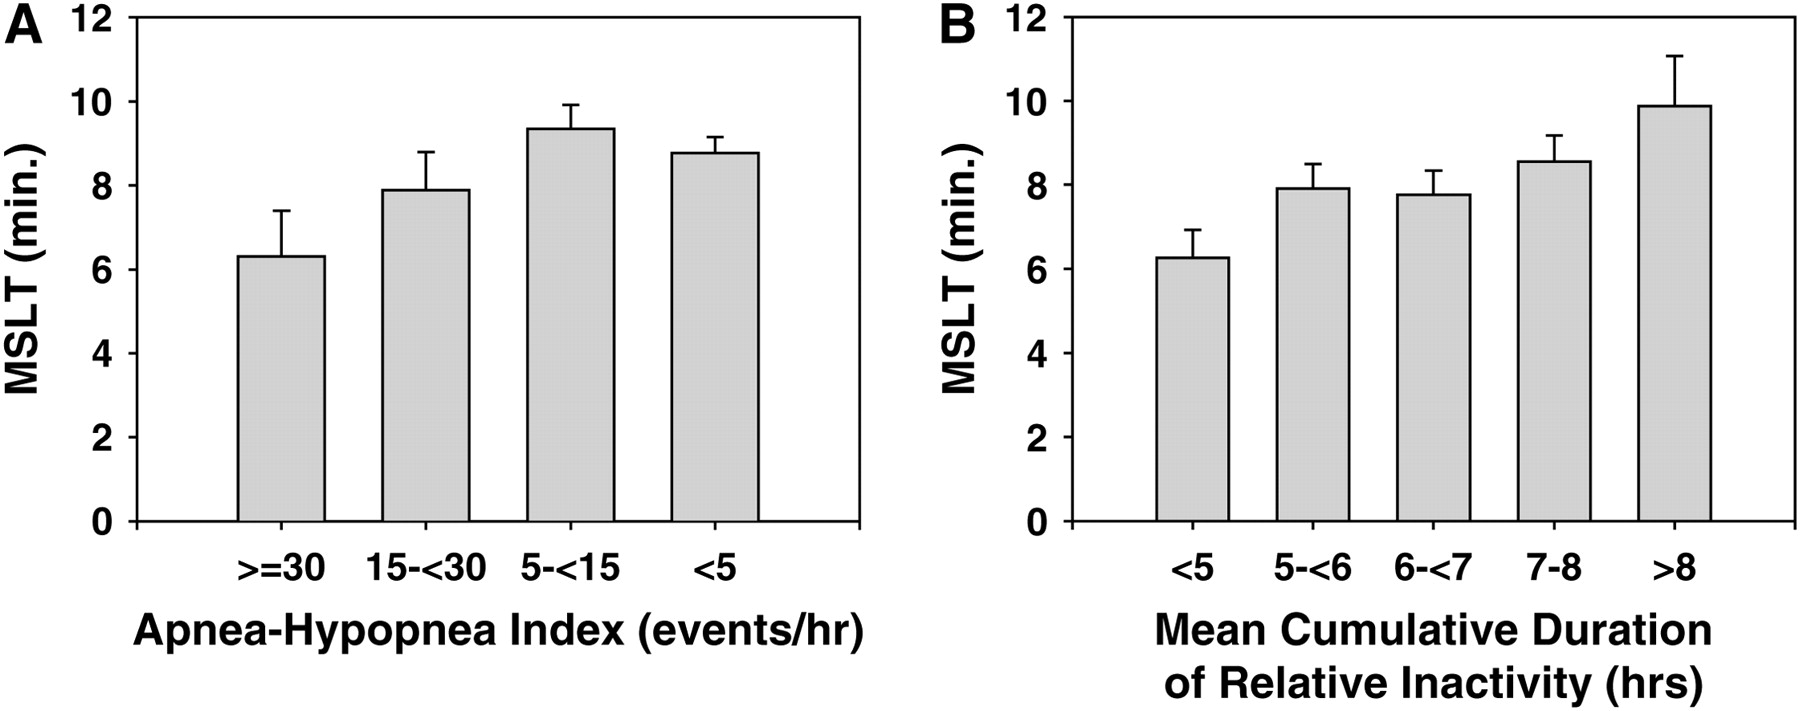 A
12
10
8
6
4
2
0
MSLT (min.)
>=30 15-<30 5-<15 <5
Apnea-Hypopnea Index (events/hr)
B
12
10
8
6
4
2
0
MSLT (min.)
<5 5-<6 6-<7 7-8 >8
Mean Cumulative Duration
of Relative Inactivity (hrs)